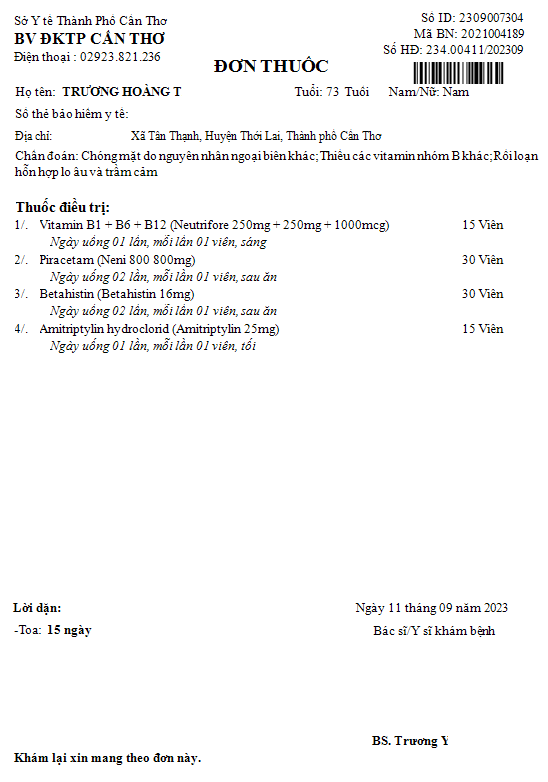 Sở Y tế Thành Phố Cần Thơ
Số ID: 2309007304
BV ĐKTP CẦN THƠ
Mã BN: 2021004189
Điện thoại : 02923.821.236
Số HĐ: 234.00411/202309
ĐƠN THUỐC
Họ tên: TRƯƠNG HOÀNG T
Tuổi: 73 Tuổi
Nam/Nữ: Nam
Số thẻ bảo hiểm y tế:
Địa chỉ: Xã Tân Thạnh, Huyện Thới Lai, Thành phố Cần Thơ
Chẩn đoán: Chóng mặt do nguyên nhân ngoại biên khác; Thiếu các vitamin nhóm B khác; Rối loạn
hỗn hợp lo âu và trầm cảm
Thuốc điều trị:
1/. Vitamin B1 + B6 + B12 (Neutrifore 250mg + 250mg + 1000mcg) 15 Viên
Ngày uống 01 lần, mỗi lần 01 viên, sáng
2/. Piracetam (Neni 800 800mg) 30 Viên
Ngày uống 02 lần, mỗi lần 01 viên, sau ăn
3/. Betahistin (Betahistin 16mg) 30 Viên
Ngày uống 02 lần, mỗi lần 01 viên, sau ăn
4/. Amitriptylin hydroclorid (Amitriptylin 25mg) 15 Viên
Ngày uống 01 lần, mỗi lần 01 viên, tối
Lời dặn:
Ngày 11 tháng 09 năm 2023
-Toa: 15 ngày
Bác sĩ/Y sĩ khám bệnh
BS. Trương Y
Khám lại xin mang theo đơn này.